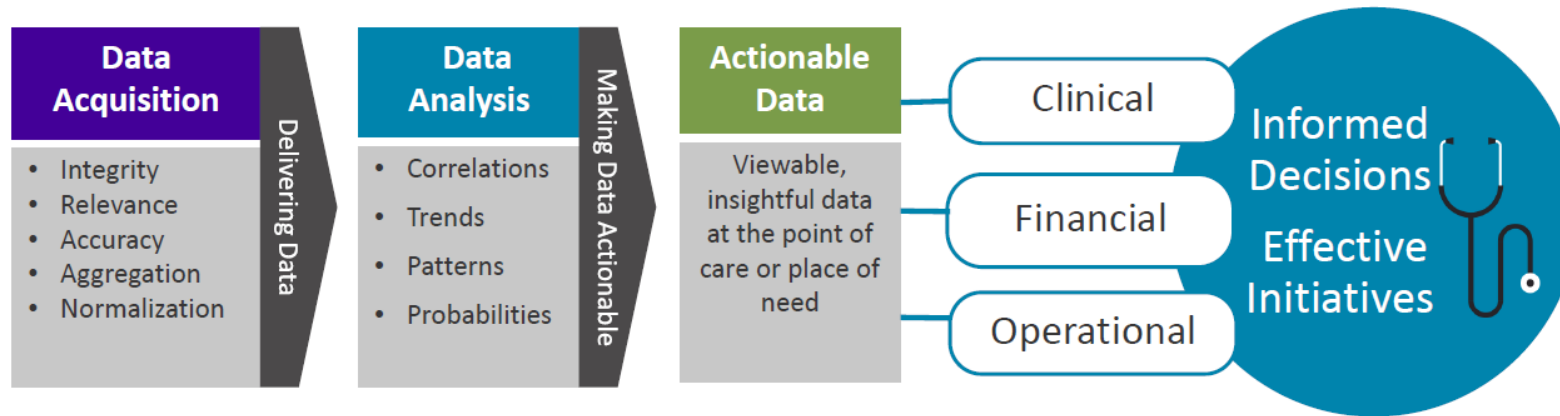 Data
Acquisition
• Integrity
• Relevance
• Accuracy
• Aggregation
• Normalization
Delivering Data
Data
Analysis
• Correlations
• Trends
• Patterns
• Probabilities
Making Data Actionable
Actionable
Data
Viewable,
insightful data
at the point of
care or place of
need
Clinical
Financial
Operational
Informed
Decisions
Effective
Initiatives